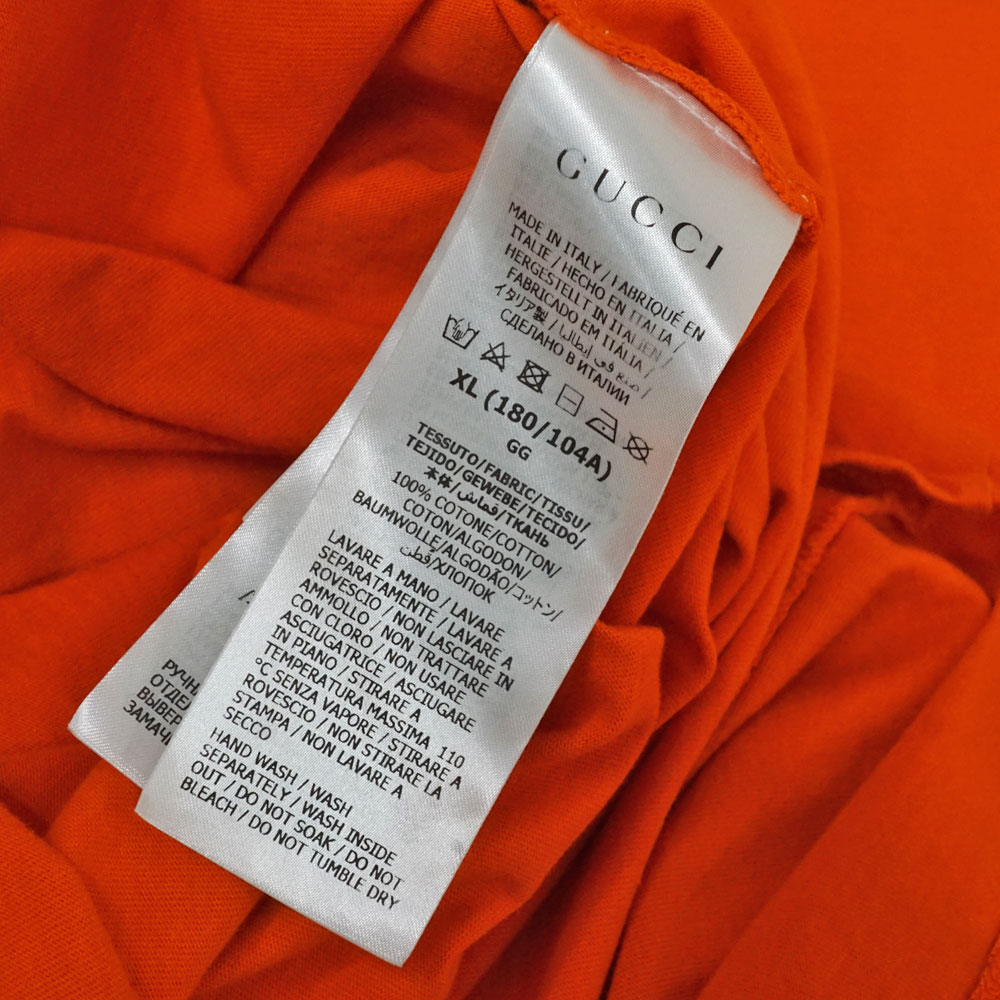 GUCCI
MADE IN ITALY / FABRIQUÉ EN
ITALIE / HECHO EN ITALIA /
HERGESTELLT IN ITALIEN /
FABRICADO EM ITÁLIA /
イタリア製 / صنع في إيطاليا /
СДЕЛАНО В ИТАЛИИ
XL (180/104A)
GG
TESSUTO/FABRIC/TISSU/
TEJIDO/GEWEBE/TECIDO/
本体/قماش/ТКАНЬ
100% COTONE/COTTON/
COTON/ALGODON/
BAUMWOLLE/ALGODÃO/コットン/
قطن/ХЛОПОК
LAVARE A MANO / LAVARE
SEPARATAMENTE / LAVARE A
ROVESCIO / NON LASCIARE IN
AMMOLLO / NON TRATTARE
CON CLORO / NON USARE
ASCIUGATRICE / ASCIUGARE
IN PIANO / STIRARE A
TEMPERATURA MASSIMA 110
°C SENZA VAPORE / STIRARE A
ROVESCIO / NON STIRARE LA
STAMPA / NON LAVARE A
SECCO
HAND WASH / WASH
SEPARATELY / WASH INSIDE
OUT / DO NOT SOAK / DO NOT
BLEACH / DO NOT TUMBLE DRY
РУЧН
ОТДЕЛ
ВЫВЕР
ЗАМАЧ